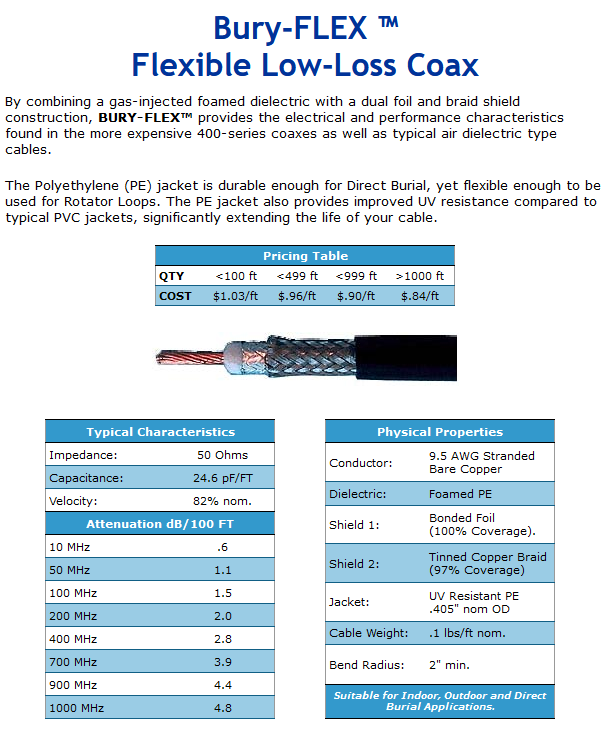 Bury-FLEX ™
Flexible Low-Loss Coax
By combining a gas-injected foamed dielectric with a dual foil and braid shield
construction, BURY-FLEX™ provides the electrical and performance characteristics
found in the more expensive 400-series coaxes as well as typical air dielectric type
cables.
The Polyethylene (PE) jacket is durable enough for Direct Burial, yet flexible enough to be
used for Rotator Loops. The PE jacket also provides improved UV resistance compared to
typical PVC jackets, significantly extending the life of your cable.
Pricing Table
QTY <100 ft <499 ft <999 ft >1000 ft
COST $1.03/ft $.96/ft $.90/ft $.84/ft
Typical Characteristics
Impedance: 50 Ohms
Capacitance: 24.6 pF/FT
Velocity: 82% nom.
Attenuation dB/100 FT
10 MHz .6
50 MHz 1.1
100 MHz 1.5
200 MHz 2.0
400 MHz 2.8
700 MHz 3.9
900 MHz 4.4
1000 MHz 4.8
Physical Properties
Conductor: 9.5 AWG Stranded
Bare Copper
Dielectric: Foamed PE
Shield 1: Bonded Foil
(100% Coverage).
Shield 2: Tinned Copper Braid
(97% Coverage)
Jacket: UV Resistant PE
.405" nom OD
Cable Weight: .1 lbs/ft nom.
Bend Radius: 2" min.
Suitable for Indoor, Outdoor and Direct
Burial Applications.